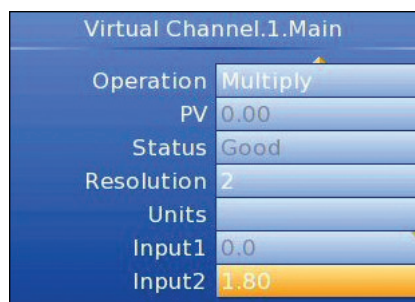 Virtual Channel.1.Main
Operation Multiply
PV 0.00
Status Good
Resolution 2
Units
Input1 0.0
Input2 1.80